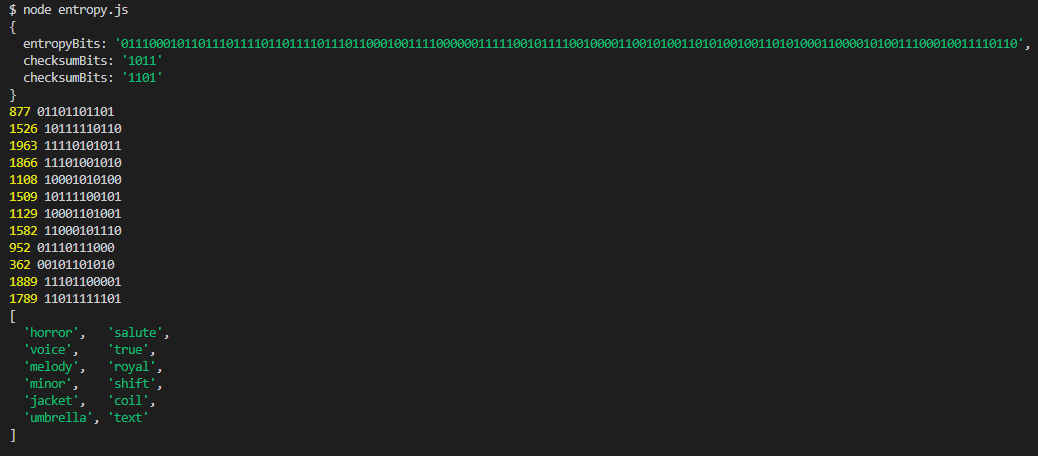 $ node entropy.js
{
  entropyBits: '01110001011011101111011011110111011000100111100000011111001011110010000110010100110101001001101010001100001010011100010011110110',
  checksumBits: '1011'
  checksumBits: '1101'
}
877 01101101101
1526 10111110110
1963 11110101011
1866 11101001010
1108 10001010100
1509 10111100101
1129 10001101001
1582 11000101110
952 01110111000
362 00101101010
1889 11101100001
1789 11011111101
[
  'horror',   'salute',
  'voice',    'true',
  'melody',   'royal',
  'minor',    'shift',
  'jacket',   'coil',
  'umbrella', 'text'
]